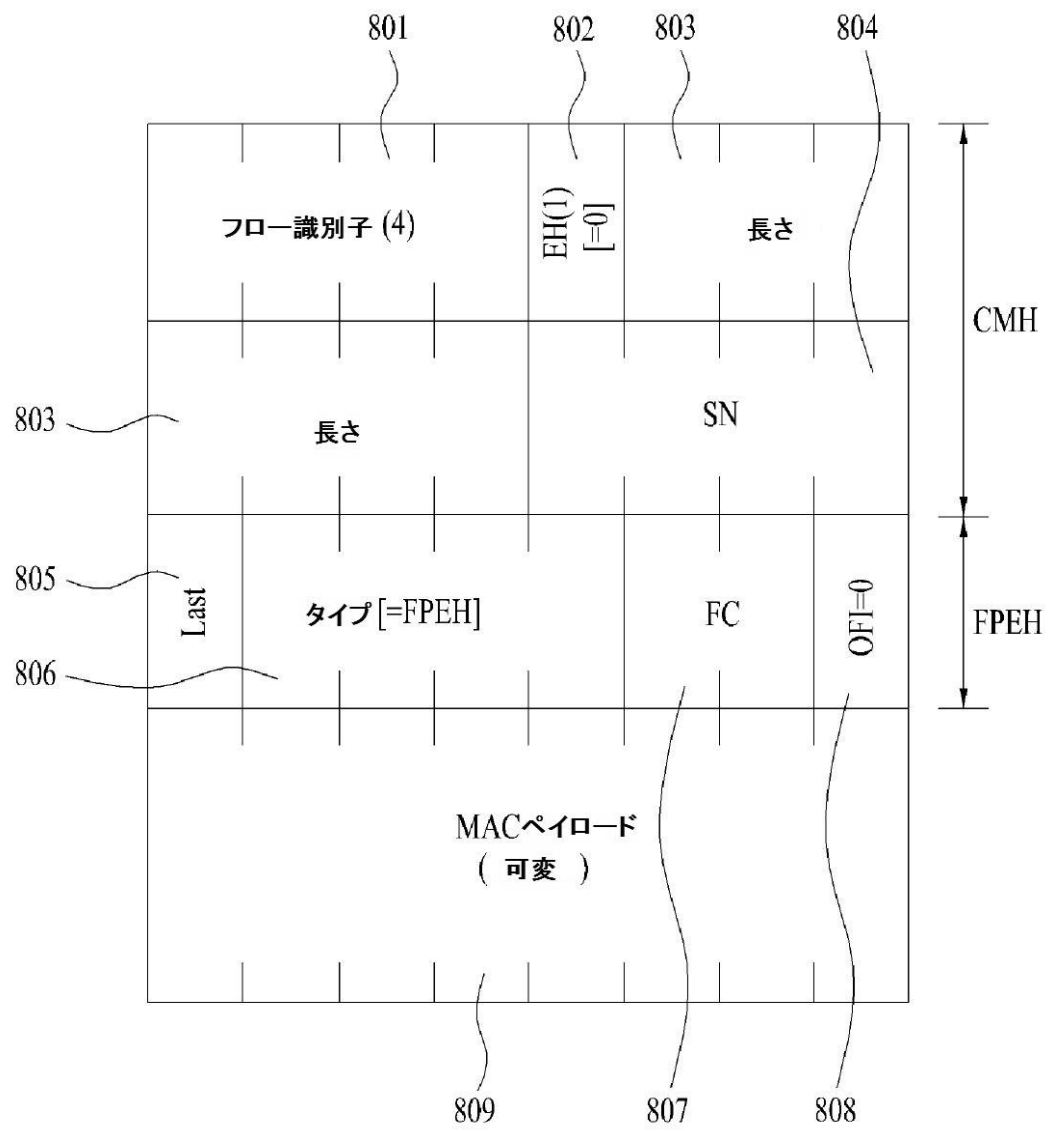 801
802
803
804
フロー識別子 (4)
EH(1)
[=0]
長さ
CMH
803
長さ
SN
805
Last
タイプ [=FPEH]
FC
OFI=0
FPEH
806
MACペイロード
( 可変 )
809
807
808